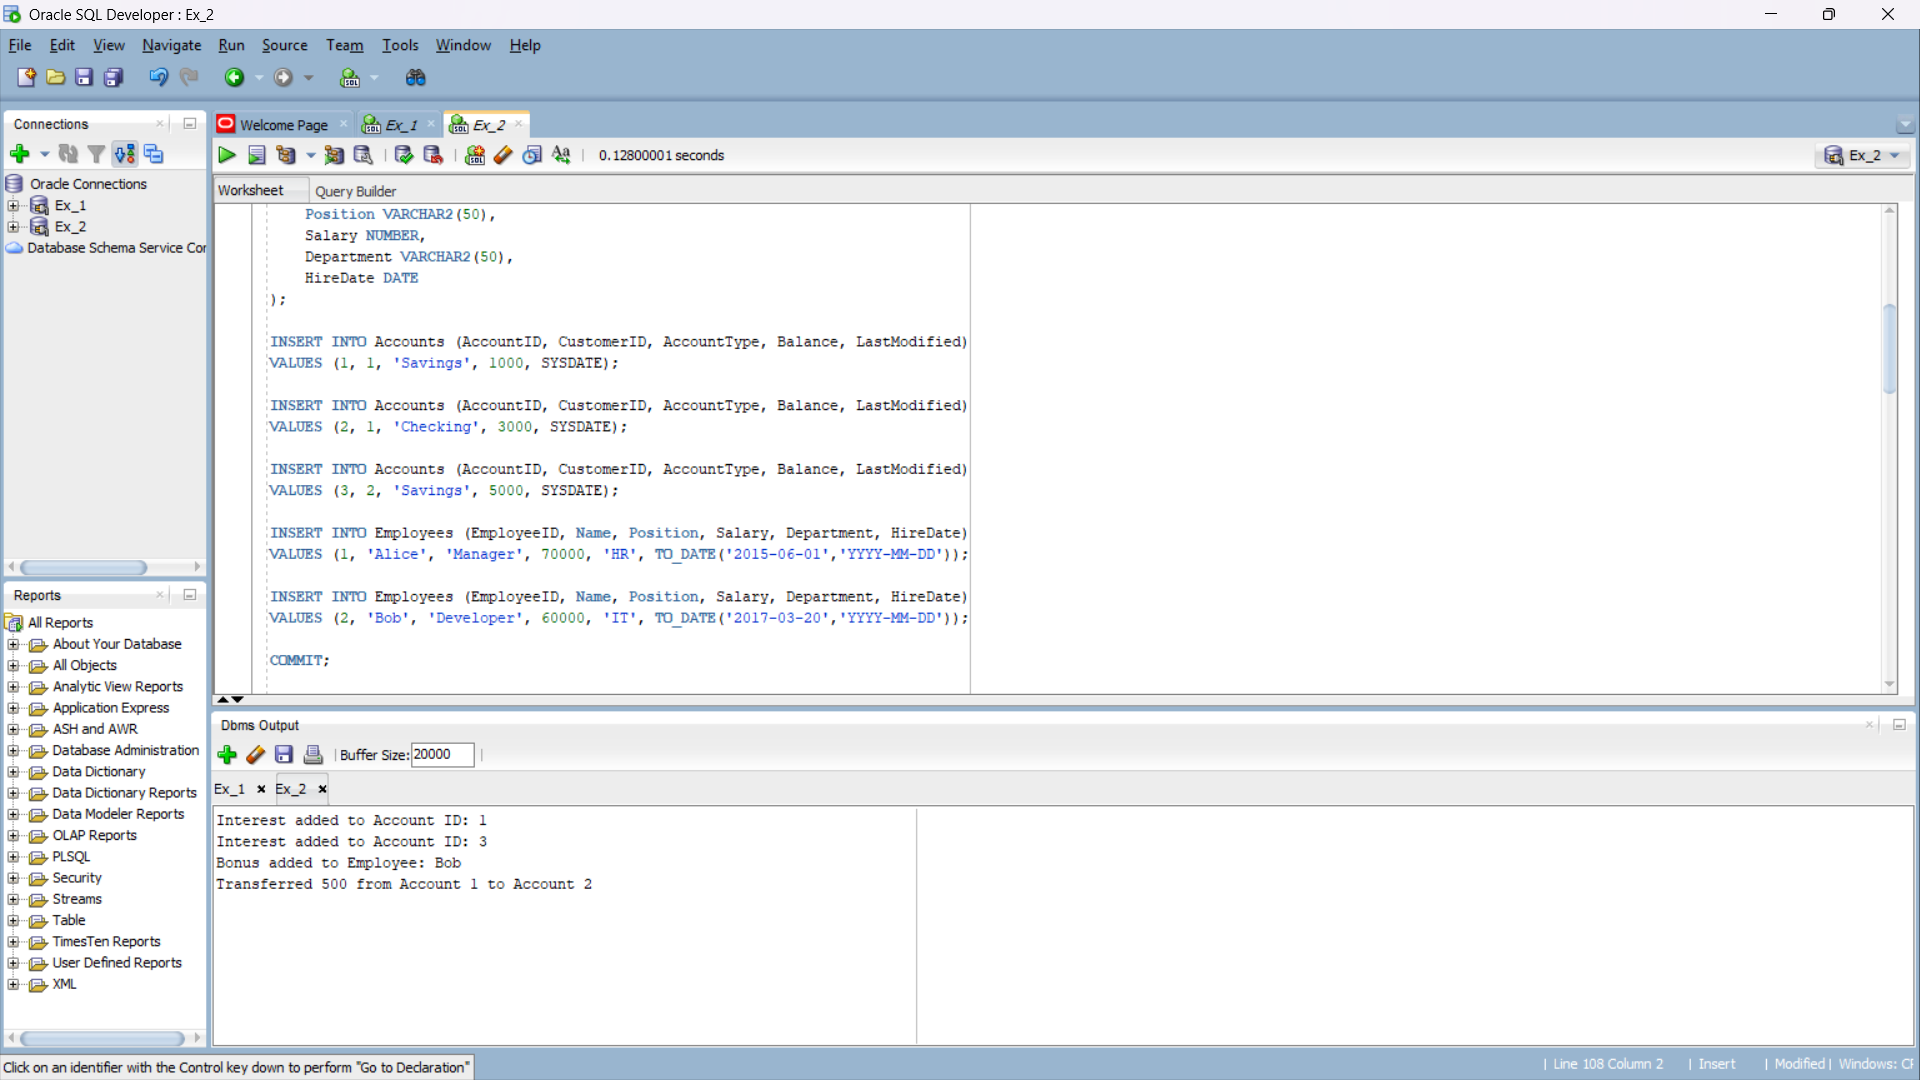 Oracle SQL Developer : Ex_2
File Edit View Navigate Run Source Team Tools Window Help
Connections
Welcome Page Ex_1 Ex_2
0.12800001 seconds
Ex_2
Oracle Connections
Ex_1
Ex_2
Database Schema Service Cor
Worksheet Query Builder
Position VARCHAR2(50),
Salary NUMBER,
Department VARCHAR2(50),
HireDate DATE
);
INSERT INTO Accounts (AccountID, CustomerID, AccountType, Balance, LastModified)
VALUES (1, 1, 'Savings', 1000, SYSDATE);
INSERT INTO Accounts (AccountID, CustomerID, AccountType, Balance, LastModified)
VALUES (2, 1, 'Checking', 3000, SYSDATE);
INSERT INTO Accounts (AccountID, CustomerID, AccountType, Balance, LastModified)
VALUES (3, 2, 'Savings', 5000, SYSDATE);
INSERT INTO Employees (EmployeeID, Name, Position, Salary, Department, HireDate)
VALUES (1, 'Alice', 'Manager', 70000, 'HR', TO_DATE('2015-06-01','YYYY-MM-DD'));
INSERT INTO Employees (EmployeeID, Name, Position, Salary, Department, HireDate)
VALUES (2, 'Bob', 'Developer', 60000, 'IT', TO_DATE('2017-03-20','YYYY-MM-DD'));
COMMIT;
Reports
All Reports
About Your Database
All Objects
Analytic View Reports
Application Express
ASH and AWR
Database Administration
Data Dictionary
Data Dictionary Reports
Data Modeler Reports
OLAP Reports
PLSQL
Security
Streams
Table
TimesTen Reports
User Defined Reports
XML
Dbms Output
Buffer Size: 20000
Ex_1 Ex_2
Interest added to Account ID: 1
Interest added to Account ID: 3
Bonus added to Employee: Bob
Transferred 500 from Account 1 to Account 2
Click on an identifier with the Control key down to perform "Go to Declaration"
Line 108 Column 2 | Insert | Modified | Windows: CF